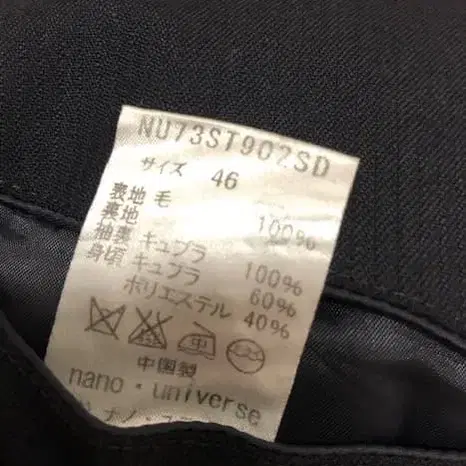 NU73ST902SD
サイズ 46
表地 毛 100%
裏地
袖裏 キュプラ 100%
身頃 キュプラ 60%
ポリエステル 40%
中国製
nano・universe